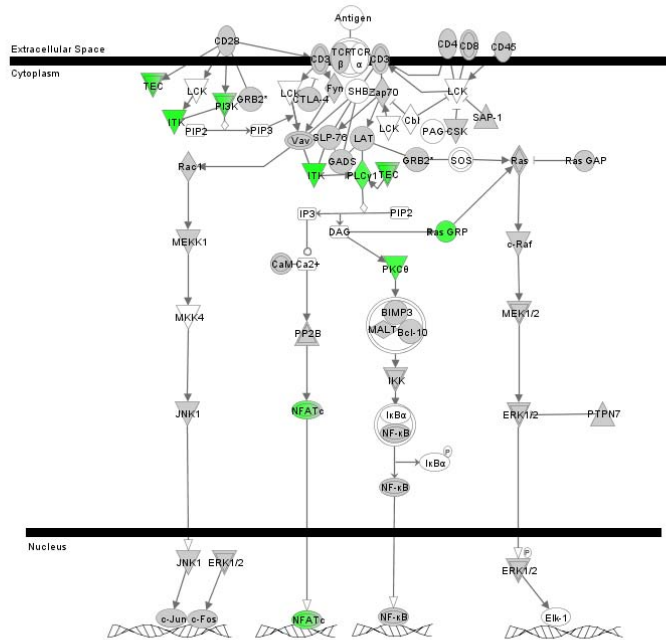 Antigen
CD28
CD4
CD8
CD45
Extracellular Space
CD3
TCR β
TCR α
CD3
Cytoplasm
TEC
LCK
PI3K
GRB2*
LCK
CTLA-4
Fyn
SHB
Zap70
LCK
ITK
PIP2
PIP3
LCK
Cbl
PAG
CSK
SAP-1
Vav
SLP-76
LAT
Rac1
GADS
GRB2*
SOS
Ras
Ras GAP
ITK
PLCγ1
TEC
IP3
PIP2
DAG
Ras GRP
MEKK1
c-Raf
CaM
Ca2+
PKCθ
MKK4
BIMP3
MALT
Bcl-10
MEK1/2
PP2B
IKK
JNK1
NFATc
IκBα
NF-κB
ERK1/2
PTPN7
P
IκBα
NF-κB
Nucleus
JNK1
ERK1/2
P
ERK1/2
c-Jun
c-Fos
NFATc
NF-κB
Elk-1